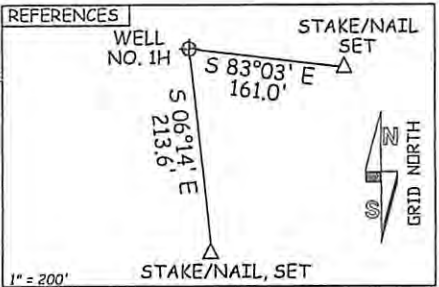 REFERENCES
WELL
NO. 1H
STAKE/NAIL
SET
S 83°03' E
161.0'
S 06°14' E
213.6'
N
S
GRID NORTH
STAKE/NAIL, SET
1" = 200'